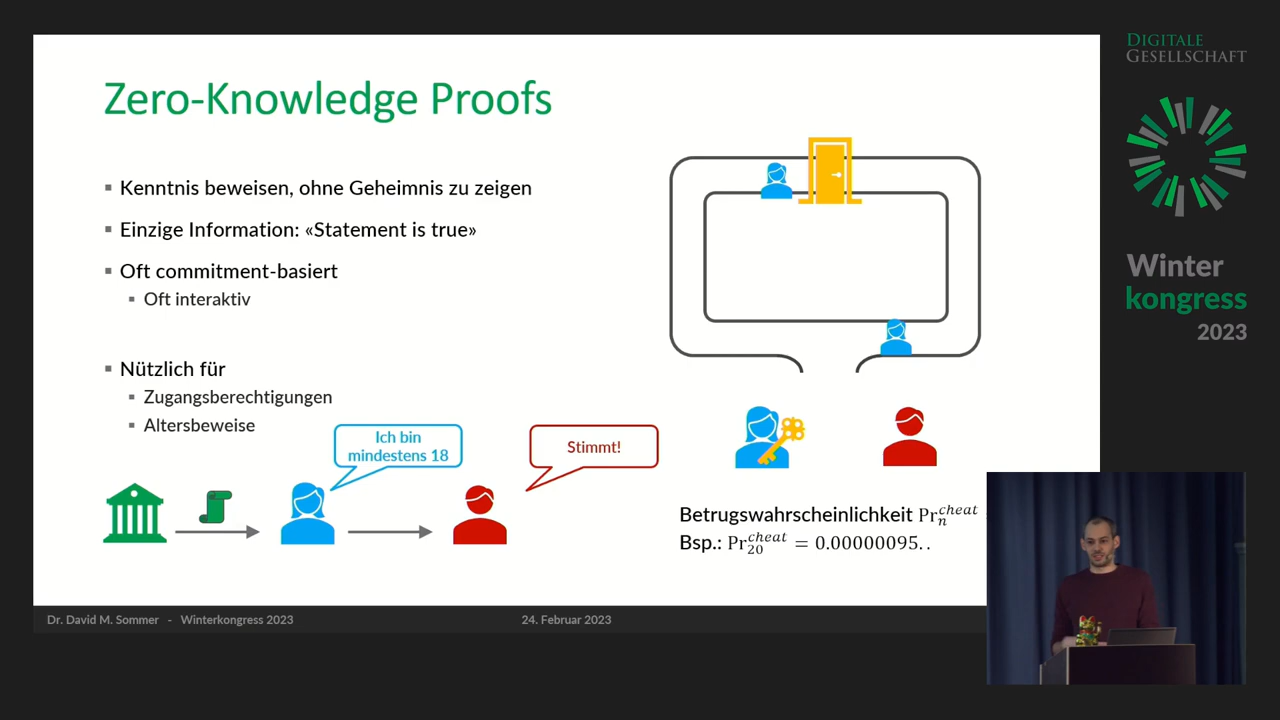 Zero-Knowledge Proofs
▪ Kenntnis beweisen, ohne Geheimnis zu zeigen
▪ Einzige Information: «Statement is true»
▪ Oft commitment-basiert
▪ Oft interaktiv
▪ Nützlich für
▪ Zugangsberechtigungen
▪ Altersbeweise
Ich bin
mindestens 18
Stimmt!
Betrugswahrscheinlichkeit Pr_n^cheat
Bsp.: Pr_20^cheat = 0.00000095..
Dr. David M. Sommer - Winterkongress 2023
24. Februar 2023
DIGITALE
GESELLSCHAFT
Winter
kongress
2023